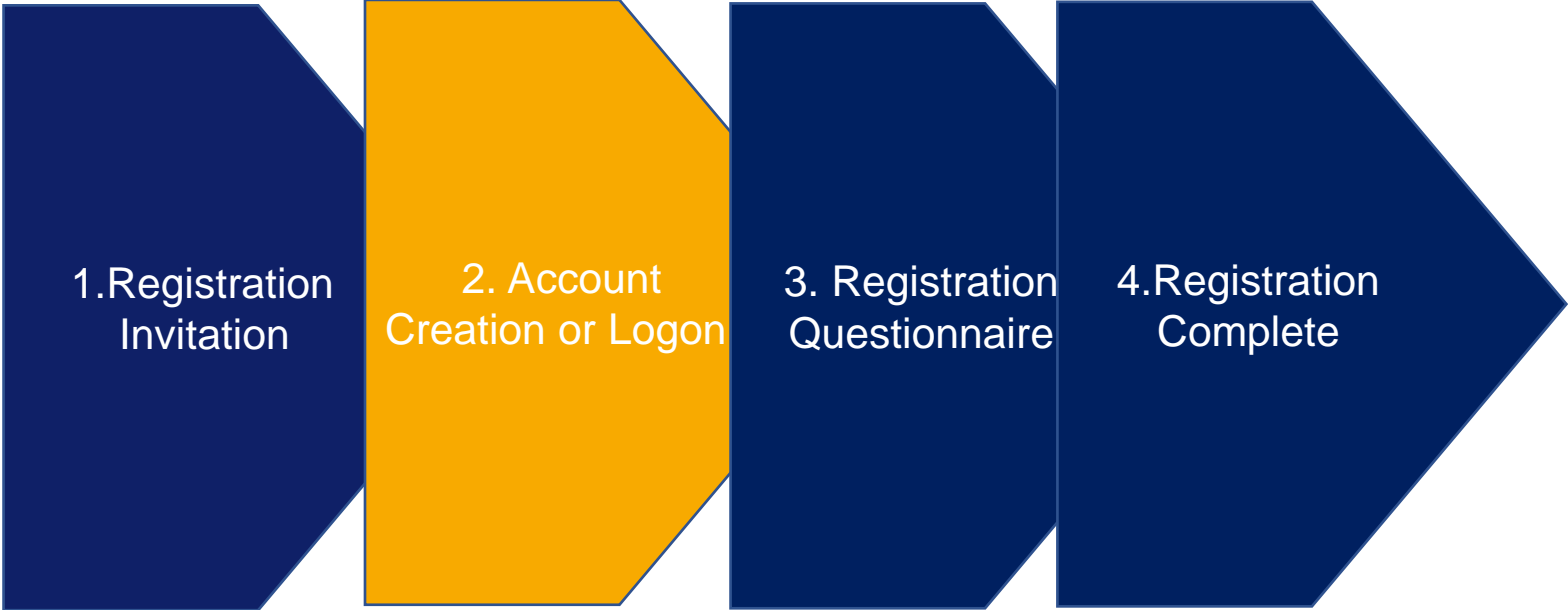 1.Registration
Invitation
2. Account
Creation or Logon
3. Registration
Questionnaire
4.Registration
Complete